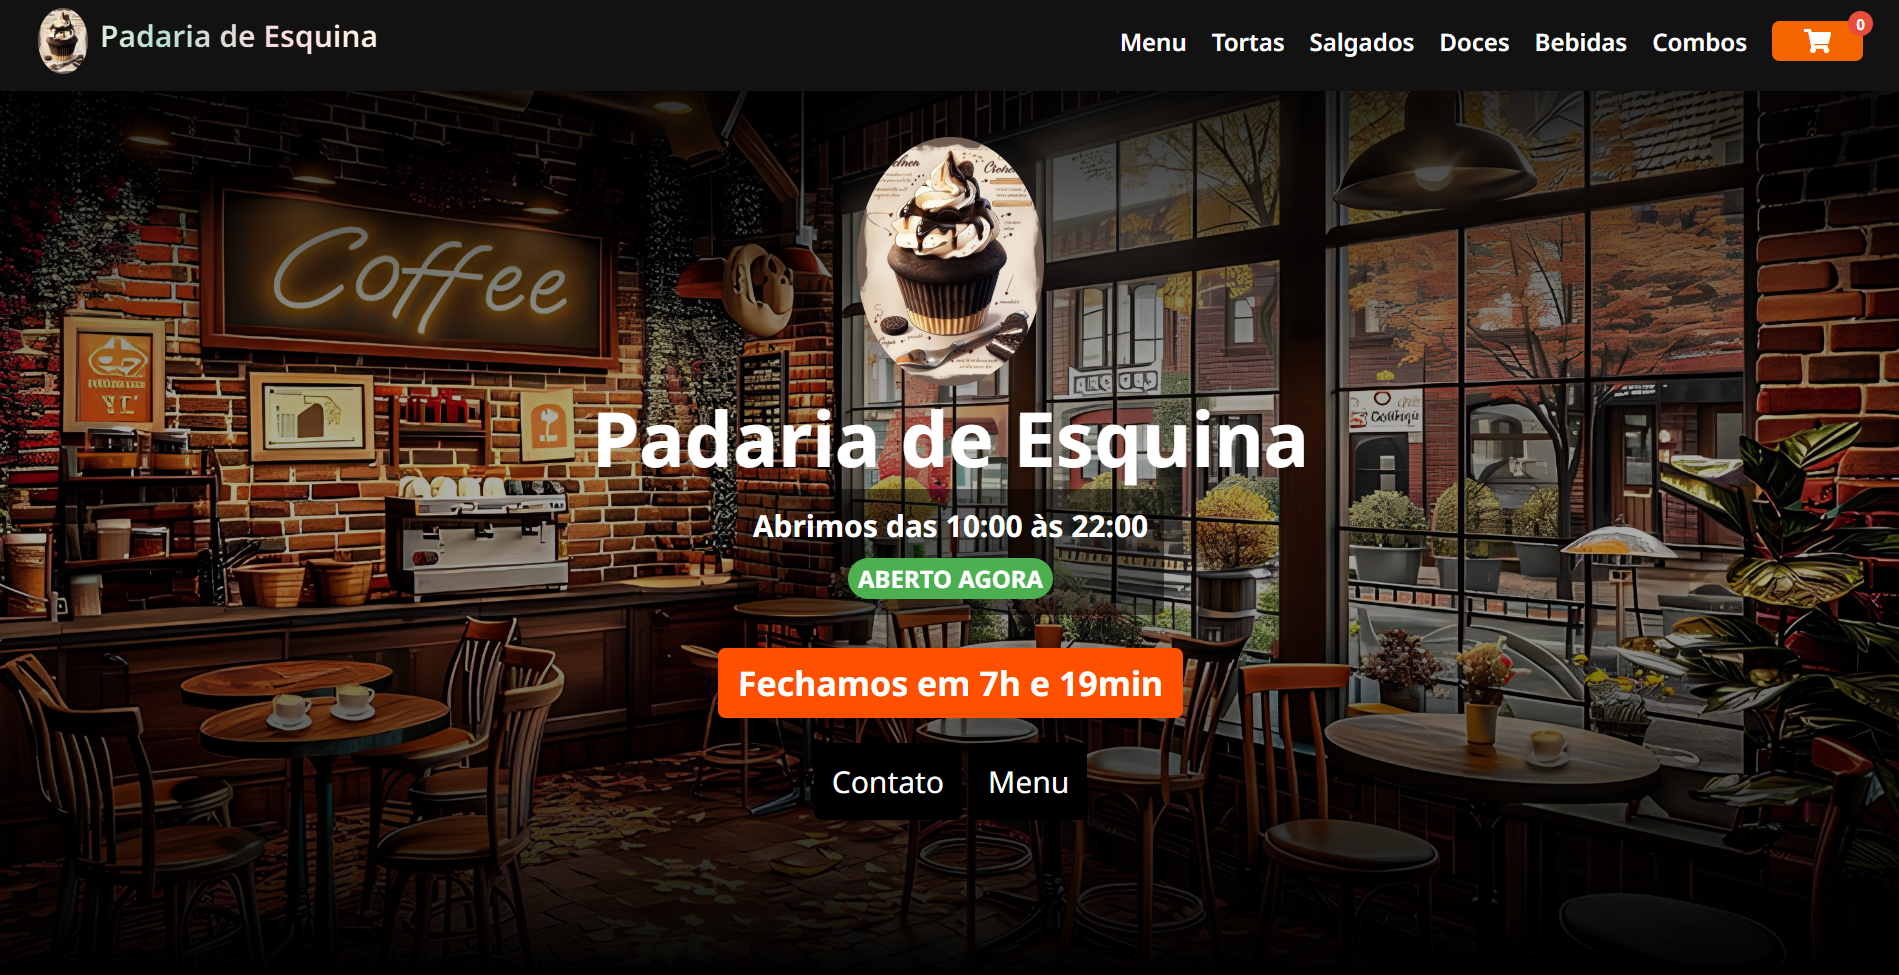 Padaria de Esquina
Menu Tortas Salgados Doces Bebidas Combos 0
Coffee
Padaria de Esquina
Abrimos das 10:00 às 22:00
ABERTO AGORA
Fechamos em 7h e 19min
Contato Menu